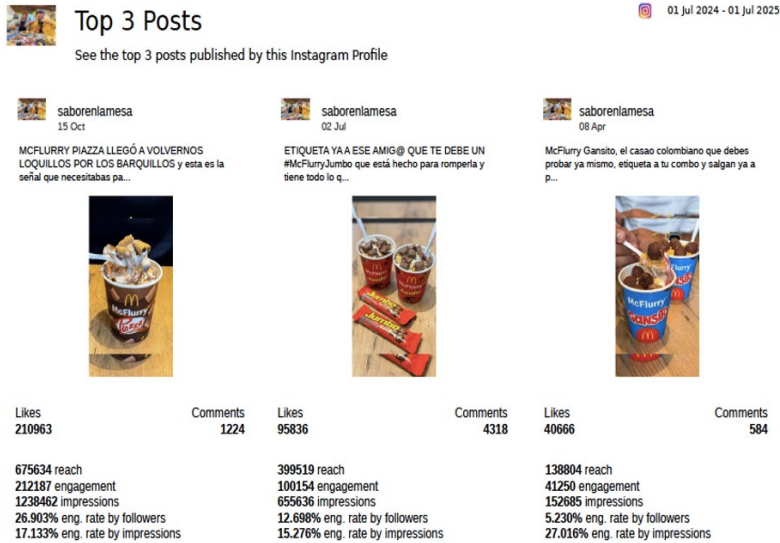 Top 3 Posts
01 Jul 2024 - 01 Jul 2025
See the top 3 posts published by this Instagram Profile
saborenlamesa
15 Oct
MCFLURRY PIAZZA LLEGÓ A VOLVERNOS
LOQUILLOS POR LOS BARQUILLOS y esta es la
señal que necesitabas pa...
McFlurry
Likes
Comments
210963
1224
675634 reach
212187 engagement
1238462 impressions
26.903% eng. rate by followers
17.133% eng. rate by impressions
saborenlamesa
02 Jul
ETIQUETA YA A ESE AMIG@ QUE TE DEBE UN
#McFlurryJumbo que está hecho para romperla y
tiene todo lo q...
Jumbo
Jumbo
Likes
Comments
95836
4318
399519 reach
100154 engagement
655636 impressions
12.698% eng. rate by followers
15.276% eng. rate by impressions
saborenlamesa
08 Apr
McFlurry Gansito, el casao colombiano que debes
probar ya mismo, etiqueta a tu combo y salgan ya a
p...
McFlurry
Flurry
Likes
Comments
40666
584
138804 reach
41250 engagement
152685 impressions
5.230% eng. rate by followers
27.016% eng. rate by impressions